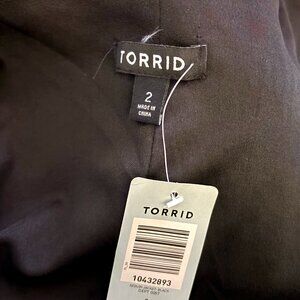 TORRID
2
MADE IN
CHINA
TORRID
10432893